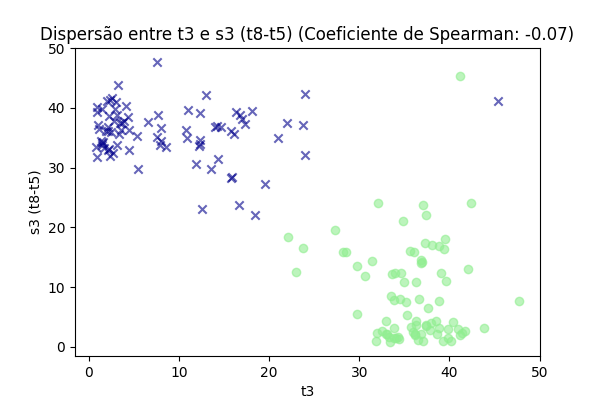 Dispersão entre t3 e s3 (t8-t5) (Coeficiente de Spearman: -0.07)
50
40
30
20
10
0
s3 (t8-t5)
0 10 20 30 40 50
t3